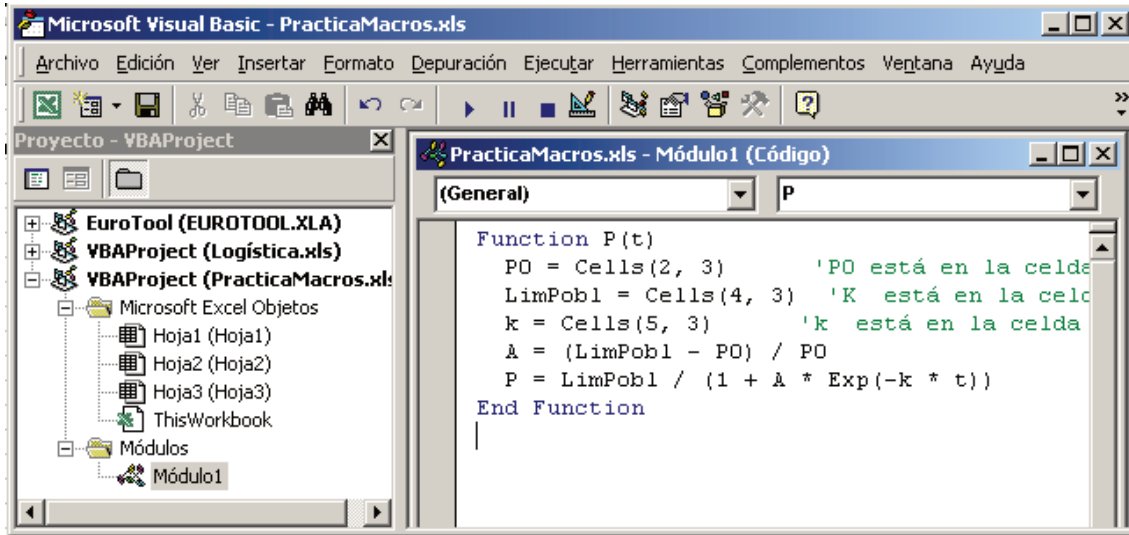 Microsoft Visual Basic - PracticaMacros.xls
Archivo Edición Ver Insertar Formato Depuración Ejecutar Herramientas Complementos Ventana Ayuda
Proyecto - VBAProject
EuroTool (EUROTOOL.XLA)
VBAProject (Logística.xls)
VBAProject (PracticaMacros.xls
Microsoft Excel Objetos
Hoja1 (Hoja1)
Hoja2 (Hoja2)
Hoja3 (Hoja3)
ThisWorkbook
Módulos
Módulo1
PracticaMacros.xls - Módulo1 (Código)
(General) P
Function P(t)
P0 = Cells(2, 3) 'P0 está en la celda
LimPobl = Cells(4, 3) 'K está en la celd
k = Cells(5, 3) 'k está en la celda
A = (LimPobl - P0) / P0
P = LimPobl / (1 + A * Exp(-k * t))
End Function